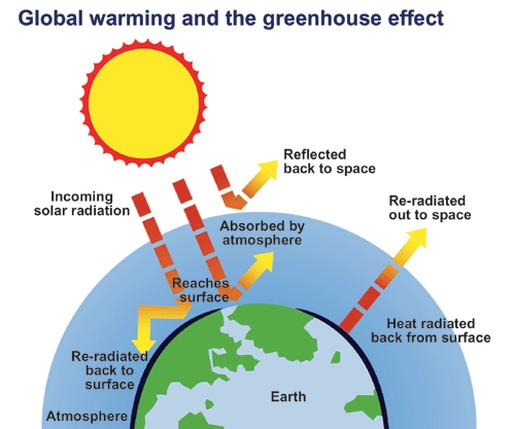 Global warming and the greenhouse effect
Reflected
back to space
Incoming
solar radiation
Re-radiated
out to space
Absorbed by
atmosphere
Reaches
surface
Heat radiated
back from surface
Re-radiated
back to
surface
Earth
Atmosphere